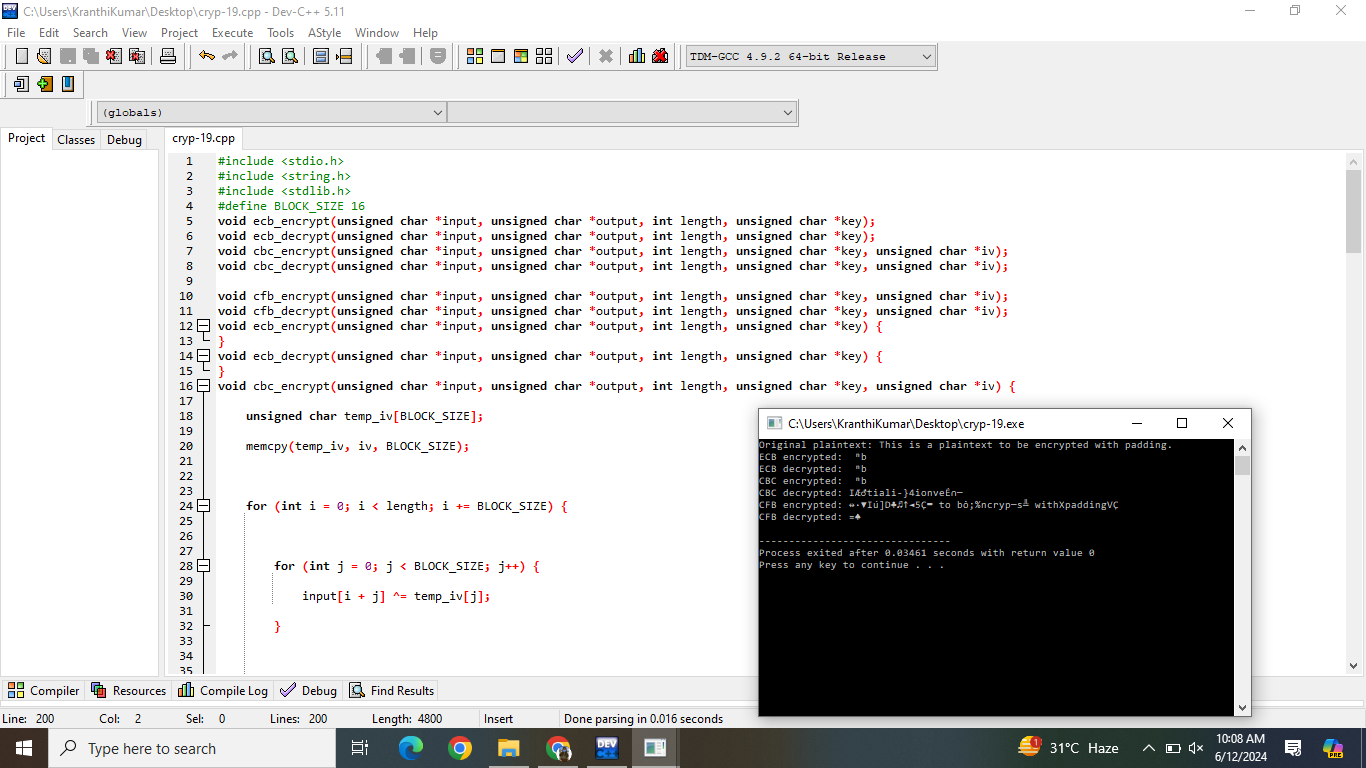 C:\Users\KranthiKumar\Desktop\cryp-19.cpp - Dev-C++ 5.11
File Edit Search View Project Execute Tools AStyle Window Help
TDM-GCC 4.9.2 64-bit Release
(globals)
Project Classes Debug cryp-19.cpp
1 #include <stdio.h>
2 #include <string.h>
3 #include <stdlib.h>
4 #define BLOCK_SIZE 16
5 void ecb_encrypt(unsigned char *input, unsigned char *output, int length, unsigned char *key);
6 void ecb_decrypt(unsigned char *input, unsigned char *output, int length, unsigned char *key);
7 void cbc_encrypt(unsigned char *input, unsigned char *output, int length, unsigned char *key, unsigned char *iv);
8 void cbc_decrypt(unsigned char *input, unsigned char *output, int length, unsigned char *key, unsigned char *iv);
9
10 void cfb_encrypt(unsigned char *input, unsigned char *output, int length, unsigned char *key, unsigned char *iv);
11 void cfb_decrypt(unsigned char *input, unsigned char *output, int length, unsigned char *key, unsigned char *iv);
12 void ecb_encrypt(unsigned char *input, unsigned char *output, int length, unsigned char *key) {
13 }
14 void ecb_decrypt(unsigned char *input, unsigned char *output, int length, unsigned char *key) {
15 }
16 void cbc_encrypt(unsigned char *input, unsigned char *output, int length, unsigned char *key, unsigned char *iv) {
17
18 unsigned char temp_iv[BLOCK_SIZE];
19
20 memcpy(temp_iv, iv, BLOCK_SIZE);
21
22
23
24 for (int i = 0; i < length; i += BLOCK_SIZE) {
25
26
27
28 for (int j = 0; j < BLOCK_SIZE; j++) {
29
30 input[i + j] ^= temp_iv[j];
31
32 }
33
34
35
C:\Users\KranthiKumar\Desktop\cryp-19.exe
Original plaintext: This is a plaintext to be encrypted with padding.
ECB encrypted: ⁿb
ECB decrypted: ⁿb
CBC encrypted: ⁿb
CBC decrypted:
CFB encrypted: withXpadding
CFB decrypted: =♠
--------------------------------
Process exited after 0.03461 seconds with return value 0
Press any key to continue . . .
Compiler Resources Compile Log Debug Find Results
Line: 200 Col: 2 Sel: 0 Lines: 200 Length: 4800 Insert Done parsing in 0.016 seconds
Type here to search
DEV
1
31°C Haze
10:08 AM
6/12/2024
PRE